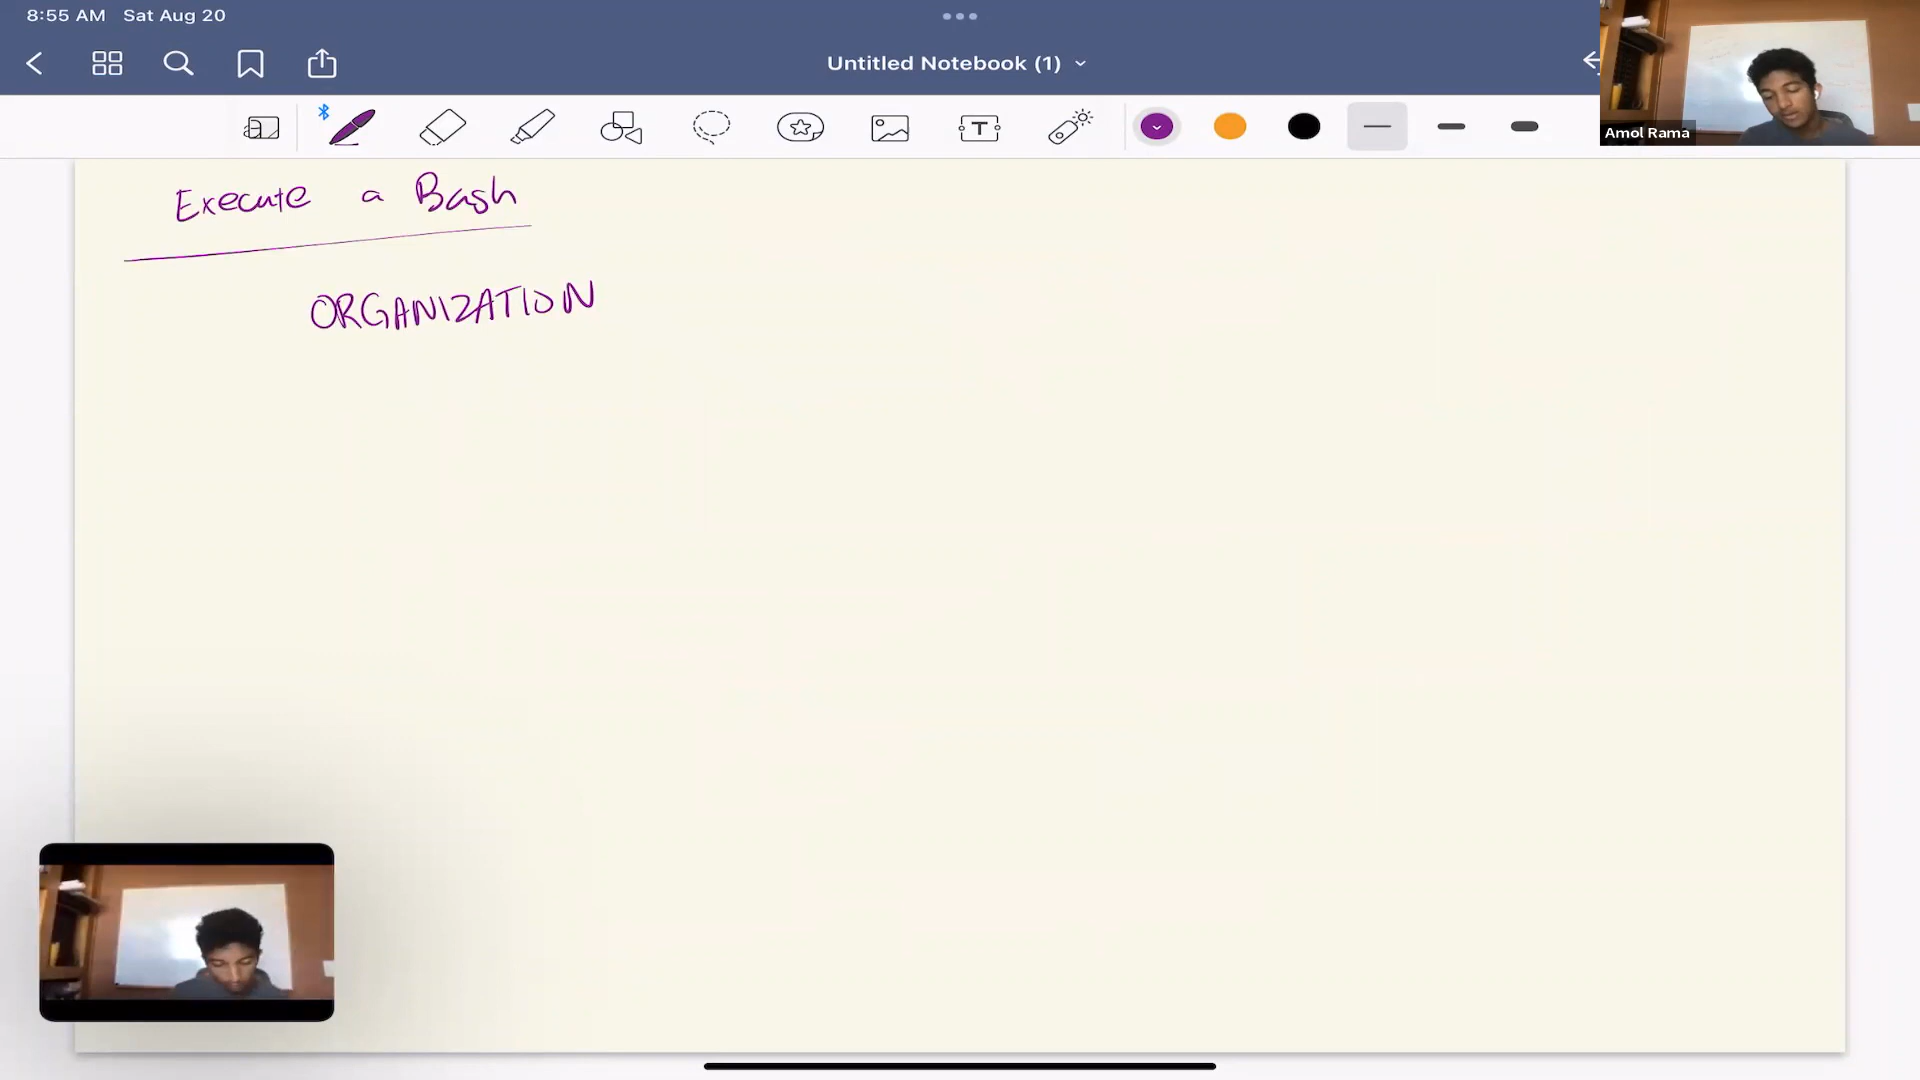 8:55 AM Sat Aug 20
Untitled Notebook (1)
T
Amol Rama
Execute a Bash
ORGANIZATION